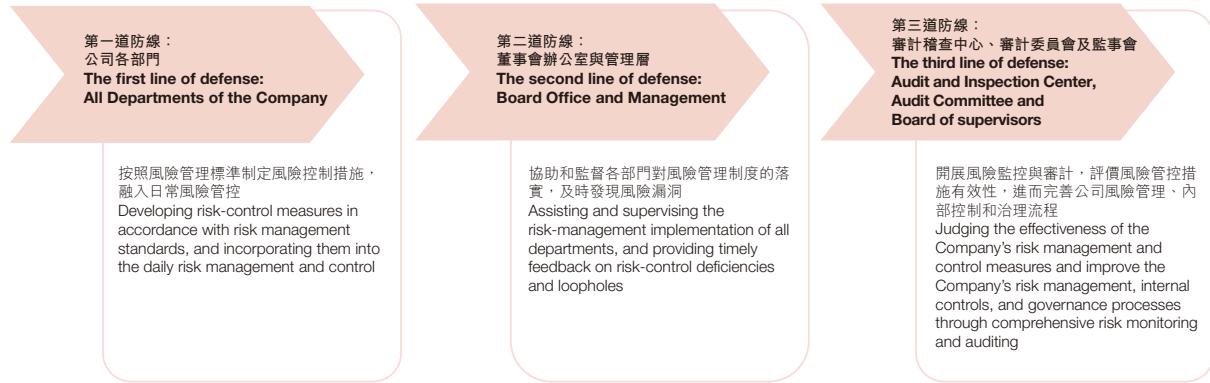 第一道防線：
公司各部門
The first line of defense:
All Departments of the Company
按照風險管理標準制定風險控制措施，
融入日常風險管控
Developing risk-control measures in
accordance with risk management
standards, and incorporating them into
the daily risk management and control
第二道防線：
董事會辦公室與管理層
The second line of defense:
Board Office and Management
協助和監督各部門對風險管理制度的落
實，及時發現風險漏洞
Assisting and supervising the
risk-management implementation of all
departments, and providing timely
feedback on risk-control deficiencies
and loopholes
第三道防線：
審計稽查中心、審計委員會及監事會
The third line of defense:
Audit and Inspection Center,
Audit Committee and
Board of supervisors
開展風險監控與審計，評價風險管控措
施有效性，進而完善公司風險管理、內
部控制和治理流程
Judging the effectiveness of the
Company's risk management and
control measures and improve the
Company's risk management, internal
controls, and governance processes
through comprehensive risk monitoring
and auditing